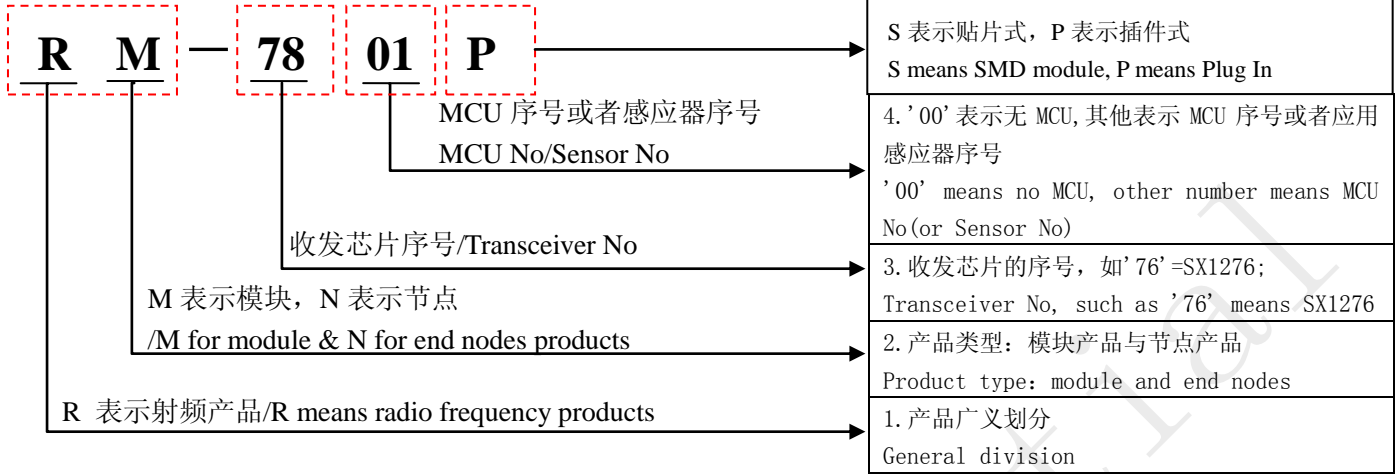 R M — 78 01 P
S 表示贴片式，P 表示插件式
S means SMD module, P means Plug In
MCU 序号或者感应器序号
MCU No/Sensor No
4.'00'表示无 MCU,其他表示 MCU 序号或者应用
感应器序号
'00' means no MCU, other number means MCU
No(or Sensor No)
收发芯片序号/Transceiver No
3.收发芯片的序号，如'76'=SX1276;
Transceiver No, such as '76' means SX1276
M 表示模块，N 表示节点
/M for module & N for end nodes products
2.产品类型：模块产品与节点产品
Product type：module and end nodes
R 表示射频产品/R means radio frequency products
1.产品广义划分
General division
tial